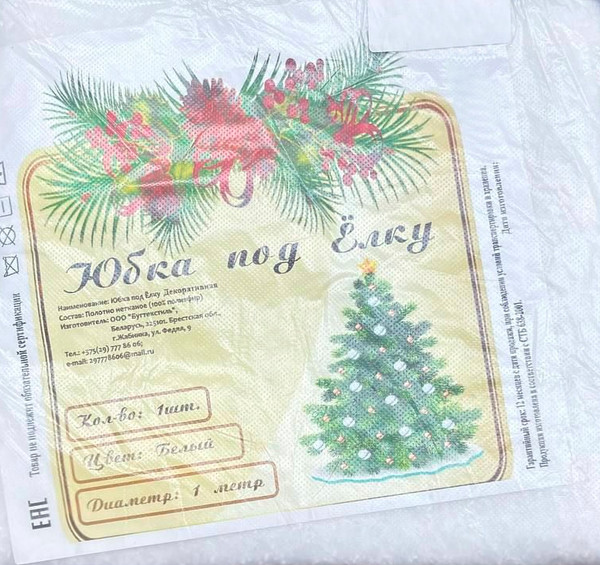 Юбка под Ёлку
Наименование: Юбка под Ёлку Декоративная
Состав: Полотно нетканое (100% полиэфир)
Изготовитель: ООО "Буттекстиль",
Беларусь, 225101. Брестская обл.,
г.Жабинка, ул. Федля, 9
Тел.: +375(29) 777 86 06;
e-mail: 297778606@mail.ru
Кол-во: 1шт.
Цвет: Белый
Диаметр: 1 метр
EAC
Товар не подлежит обязательной сертификации
Гарантийный срок: 12 месяцев с даты продажи, при соблюдении условий транспортировки и хранения.
Продукция изготовлена в соответствии с СТБ 638-2001.
Дата изготовления: